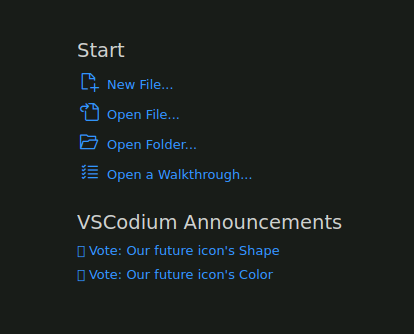 Start
New File...
Open File...
Open Folder...
Open a Walkthrough...
VSCodium Announcements
Vote: Our future icon's Shape
Vote: Our future icon's Color